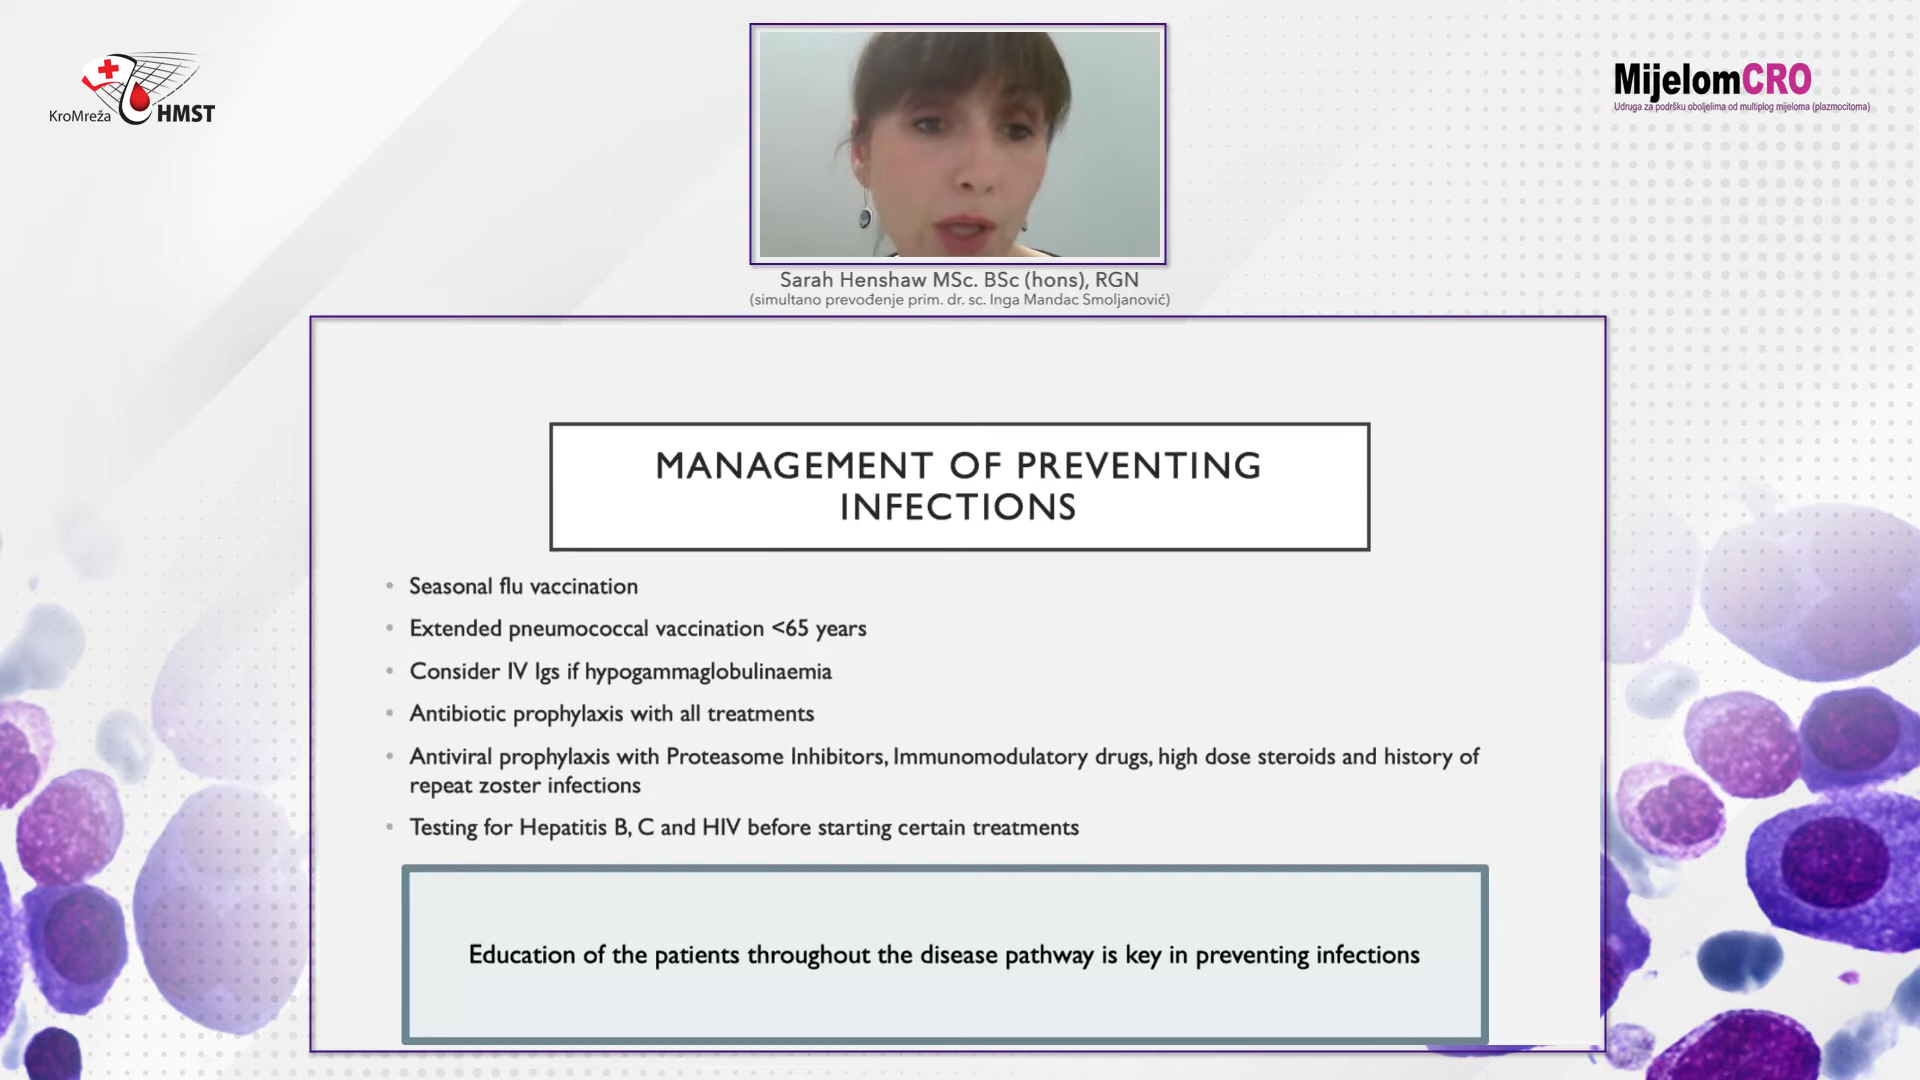 KroMreža HMST
MijelomCRO
Udruga za podršku oboljelima od multiplog mijeloma (plazmocitoma)
Sarah Henshaw MSc. BSc (hons), RGN
(simultano prevođenje prim. dr. sc. Inga Mandac Smoljanović)
MANAGEMENT OF PREVENTING
INFECTIONS
• Seasonal flu vaccination
• Extended pneumococcal vaccination <65 years
• Consider IV Igs if hypogammaglobulinaemia
• Antibiotic prophylaxis with all treatments
• Antiviral prophylaxis with Proteasome Inhibitors, Immunomodulatory drugs, high dose steroids and history of
repeat zoster infections
• Testing for Hepatitis B, C and HIV before starting certain treatments
Education of the patients throughout the disease pathway is key in preventing infections